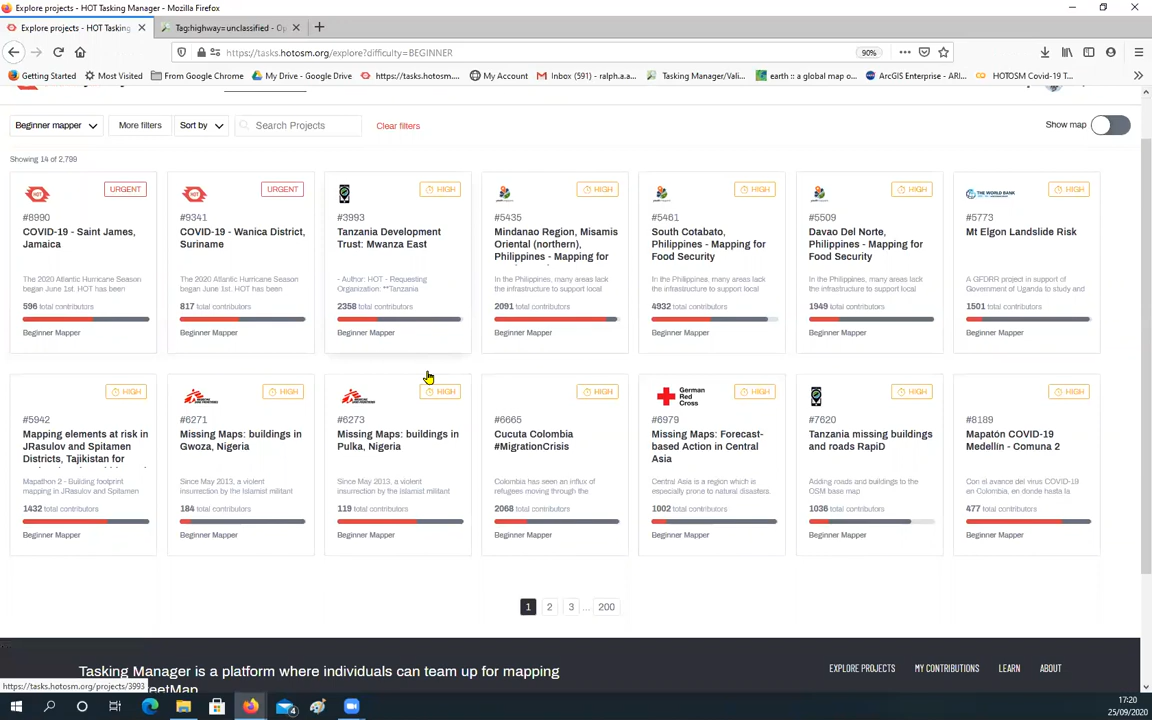 Explore projects - HOT Tasking Manager - Mozilla Firefox
Explore projects - HOT Tasking
Tag:highway=unclassified - Op
https://tasks.hotosm.org/explore?difficulty=BEGINNER
90%
Getting Started
Most Visited
From Google Chrome
My Drive - Google Drive
https://tasks.hotosm....
My Account
Inbox (591) - ralph.a.a...
Tasking Manager/Vali...
earth :: a global map o...
ArcGIS Enterprise - ARI...
HOTOSM Covid-19 T...
Beginner mapper
More filters
Sort by
Search Projects
Clear filters
Show map
Showing 14 of 2,799
HOT
URGENT
#8990
COVID-19 - Saint James,
Jamaica
The 2020 Atlantic Hurricane Season
began June 1st. HOT has been
596 total contributors
Beginner Mapper
HOT
URGENT
#9341
COVID-19 - Wanica District,
Suriname
The 2020 Atlantic Hurricane Season
began June 1st. HOT has been
817 total contributors
Beginner Mapper
HIGH
#3993
Tanzania Development
Trust: Mwanza East
- Author: HOT - Requesting
Organization: **Tanzania
2358 total contributors
Beginner Mapper
HIGH
#5435
Mindanao Region, Misamis
Oriental (northern),
Philippines - Mapping for
In the Philippines, many areas lack
the infrastructure to support local
2091 total contributors
Beginner Mapper
HIGH
#5461
South Cotabato,
Philippines - Mapping for
Food Security
In the Philippines, many areas lack
the infrastructure to support local
4932 total contributors
Beginner Mapper
HIGH
#5509
Davao Del Norte,
Philippines - Mapping for
Food Security
In the Philippines, many areas lack
the infrastructure to support local
1949 total contributors
Beginner Mapper
THE WORLD BANK
HIGH
#5773
Mt Elgon Landslide Risk
A GFDRR project in support of
Government of Uganda to study and
1501 total contributors
Beginner Mapper
HIGH
#5942
Mapping elements at risk in
JRasulov and Spitamen
Districts, Tajikistan for
Mapathon 2 - Building footprint
mapping in JRasulov and Spitamen
1432 total contributors
Beginner Mapper
HIGH
#6271
Missing Maps: buildings in
Gwoza, Nigeria
Since May 2013, a violent
insurrection by the Islamist militant
184 total contributors
Beginner Mapper
HIGH
#6273
Missing Maps: buildings in
Pulka, Nigeria
Since May 2013, a violent
insurrection by the Islamist militant
119 total contributors
Beginner Mapper
HIGH
#6665
Cucuta Colombia
#MigrationCrisis
Colombia has seen an influx of
refugees moving through the
2068 total contributors
Beginner Mapper
German
Red
Cross
HIGH
#6979
Missing Maps: Forecast-
based Action in Central
Asia
Central Asia is a region which is
especially prone to natural disasters.
1002 total contributors
Beginner Mapper
HIGH
#7620
Tanzania missing buildings
and roads RapiD
Adding roads and buildings to the
OSM base map
1036 total contributors
Beginner Mapper
HIGH
#8189
Mapatón COVID-19
Medellín - Comuna 2
Con el avance del virus COVID-19
en Colombia, en donde hasta la
477 total contributors
Beginner Mapper
1 2 3 ... 200
Tasking Manager is a platform where individuals can team up for mapping
EXPLORE PROJECTS
MY CONTRIBUTIONS
LEARN
ABOUT
https://tasks.hotosm.org/projects/3993
4
17:20
25/09/2020